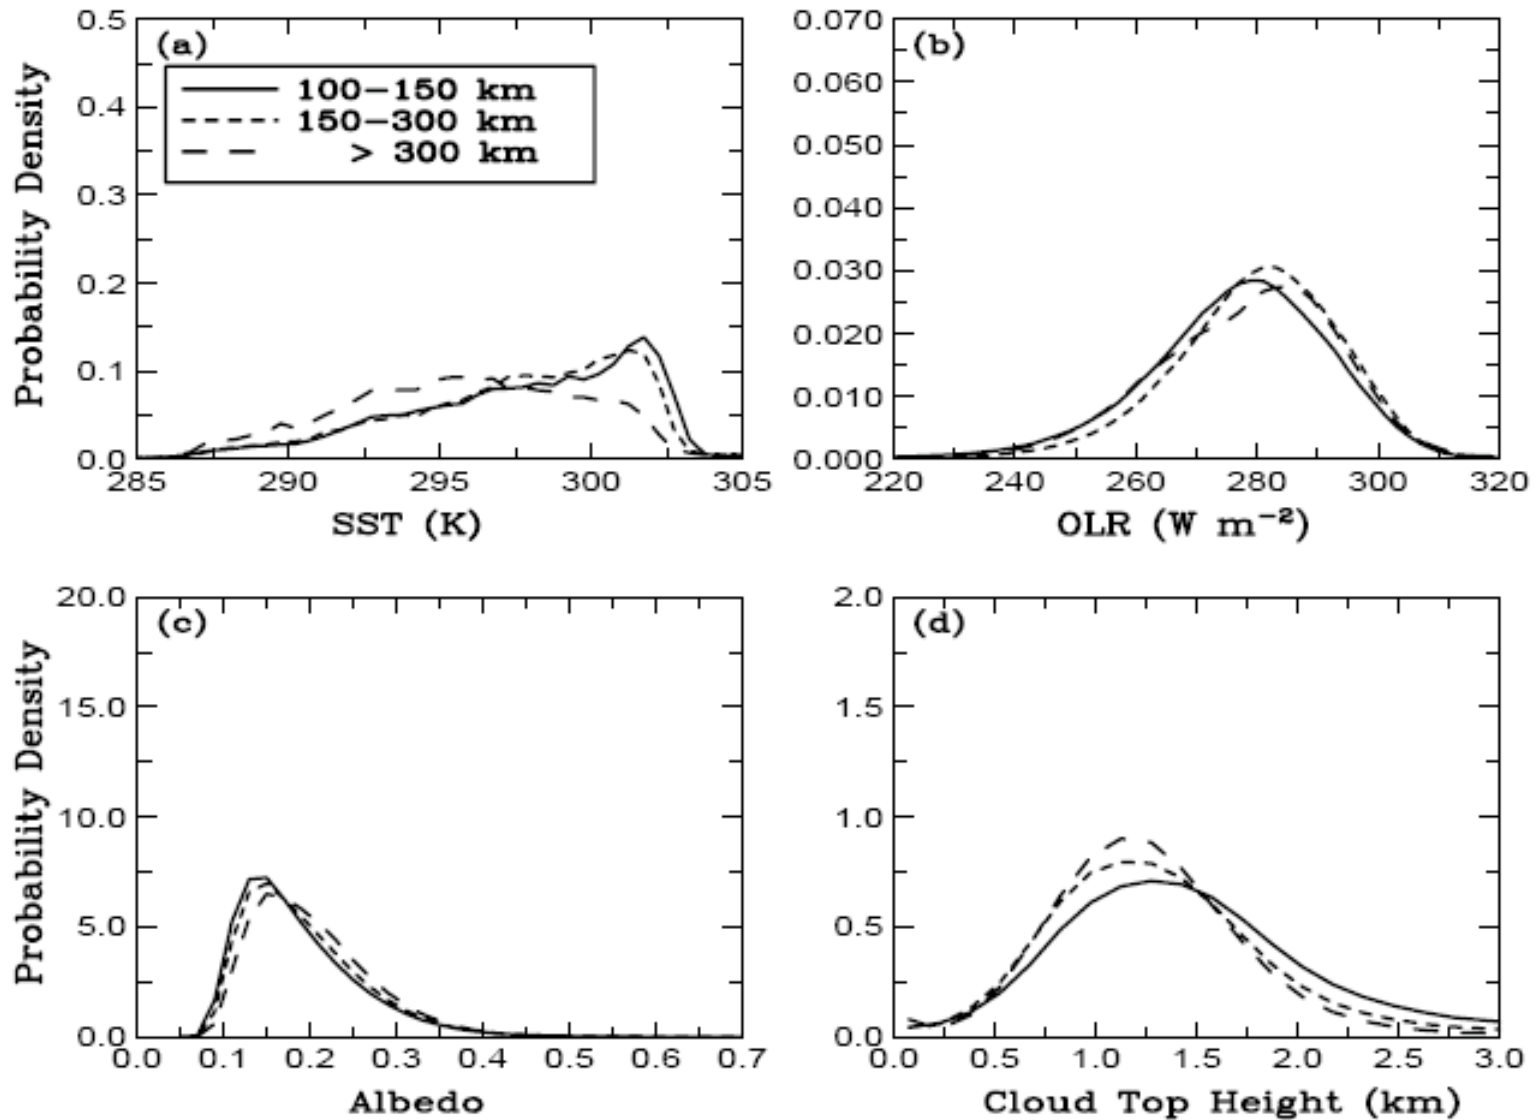 (a)
100-150 km
150-300 km
> 300 km
0.5
0.4
0.3
0.2
0.1
0.0
285 290 295 300 305
SST (K)
Probability Density
(b)
0.070
0.060
0.050
0.040
0.030
0.020
0.010
0.000
220 240 260 280 300 320
OLR (W m⁻²)
(c)
20.0
15.0
10.0
5.0
0.0
0.0 0.1 0.2 0.3 0.4 0.5 0.6 0.7
Albedo
Probability Density
(d)
2.0
1.5
1.0
0.5
0.0
0.0 0.5 1.0 1.5 2.0 2.5 3.0
Cloud Top Height (km)